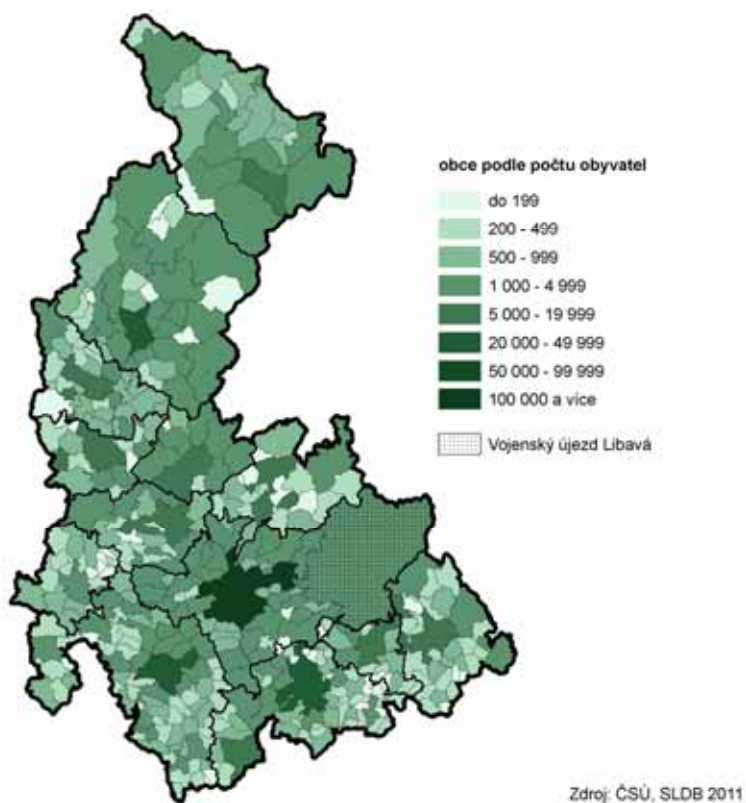 obce podle počtu obyvatel
do 199
200 - 499
500 - 999
1 000 - 4 999
5 000 - 19 999
20 000 - 49 999
50 000 - 99 999
100 000 a více
Vojenský újezd Libavá
Zdroj: ČSÚ, SLDB 2011